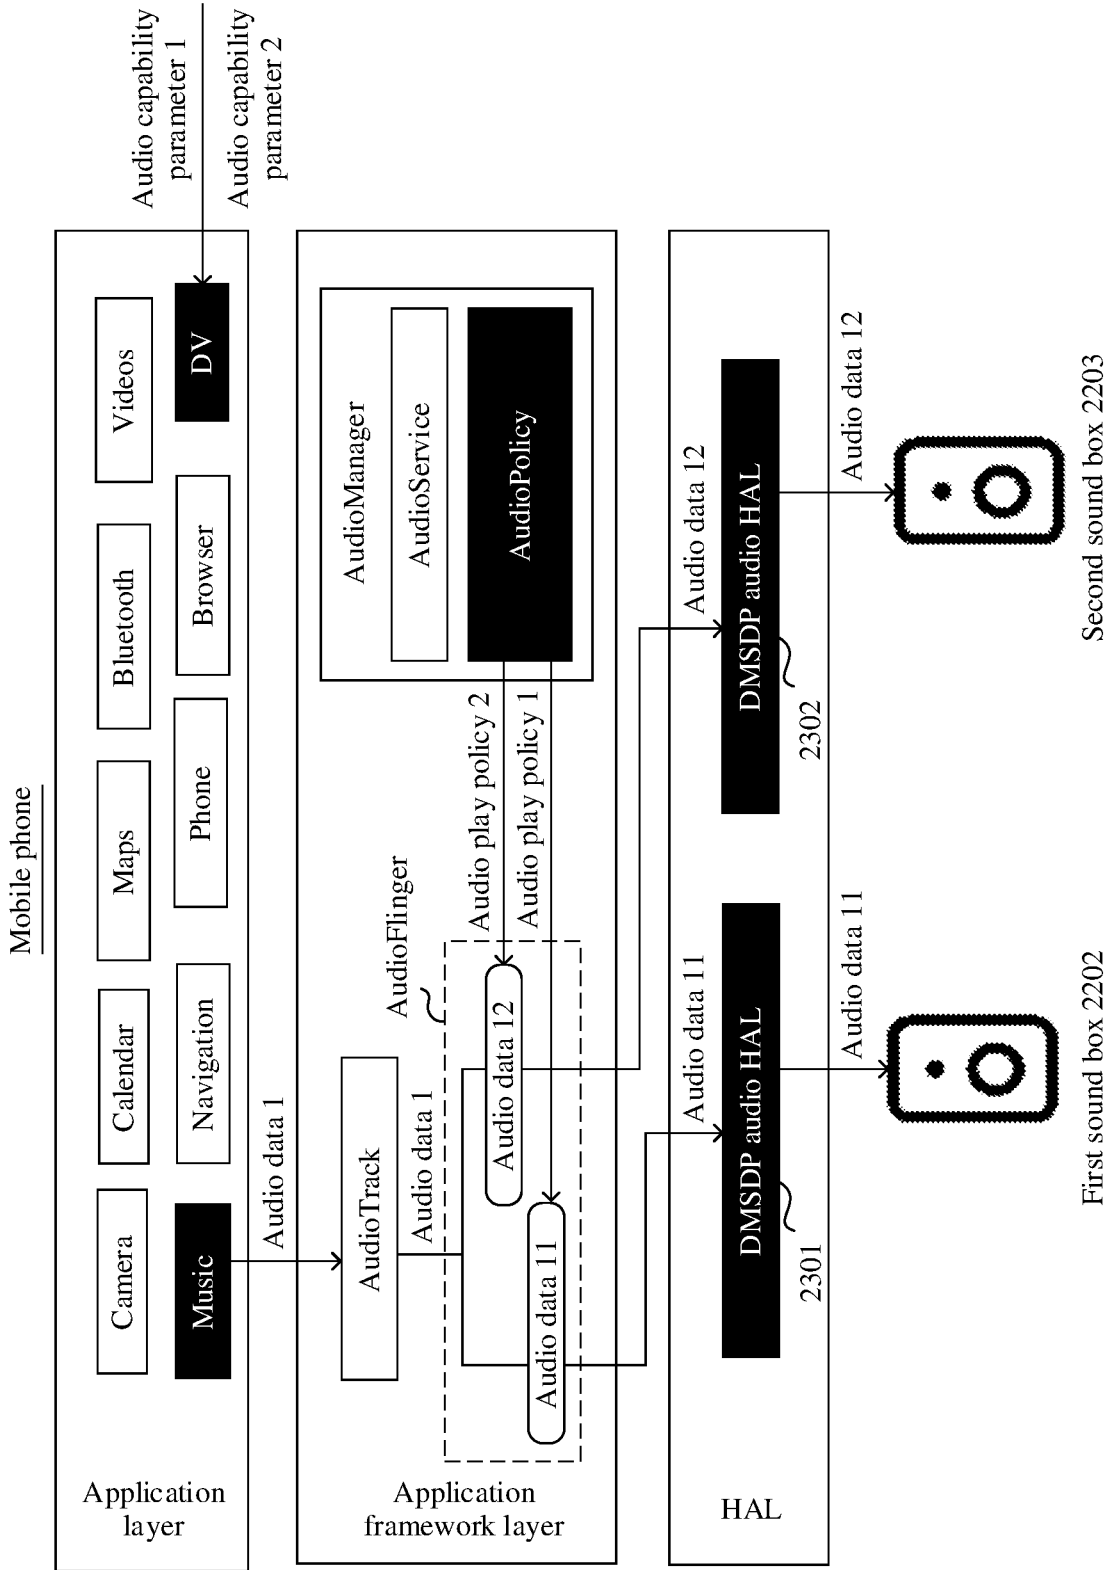 Mobile phone
Application
layer
Camera
Calendar
Maps
Bluetooth
Videos
Music
Navigation
Phone
Browser
DV
Audio capability
parameter 1
Audio capability
parameter 2
Audio data 1
Application
framework layer
AudioTrack
Audio data 1
AudioFlinger
Audio data 12
Audio data 11
Audio play policy 2
Audio play policy 1
AudioManager
AudioService
AudioPolicy
HAL
Audio data 11
Audio data 12
DMSDP audio HAL
DMSDP audio HAL
2301
2302
Audio data 11
Audio data 12
First sound box 2202
Second sound box 2203